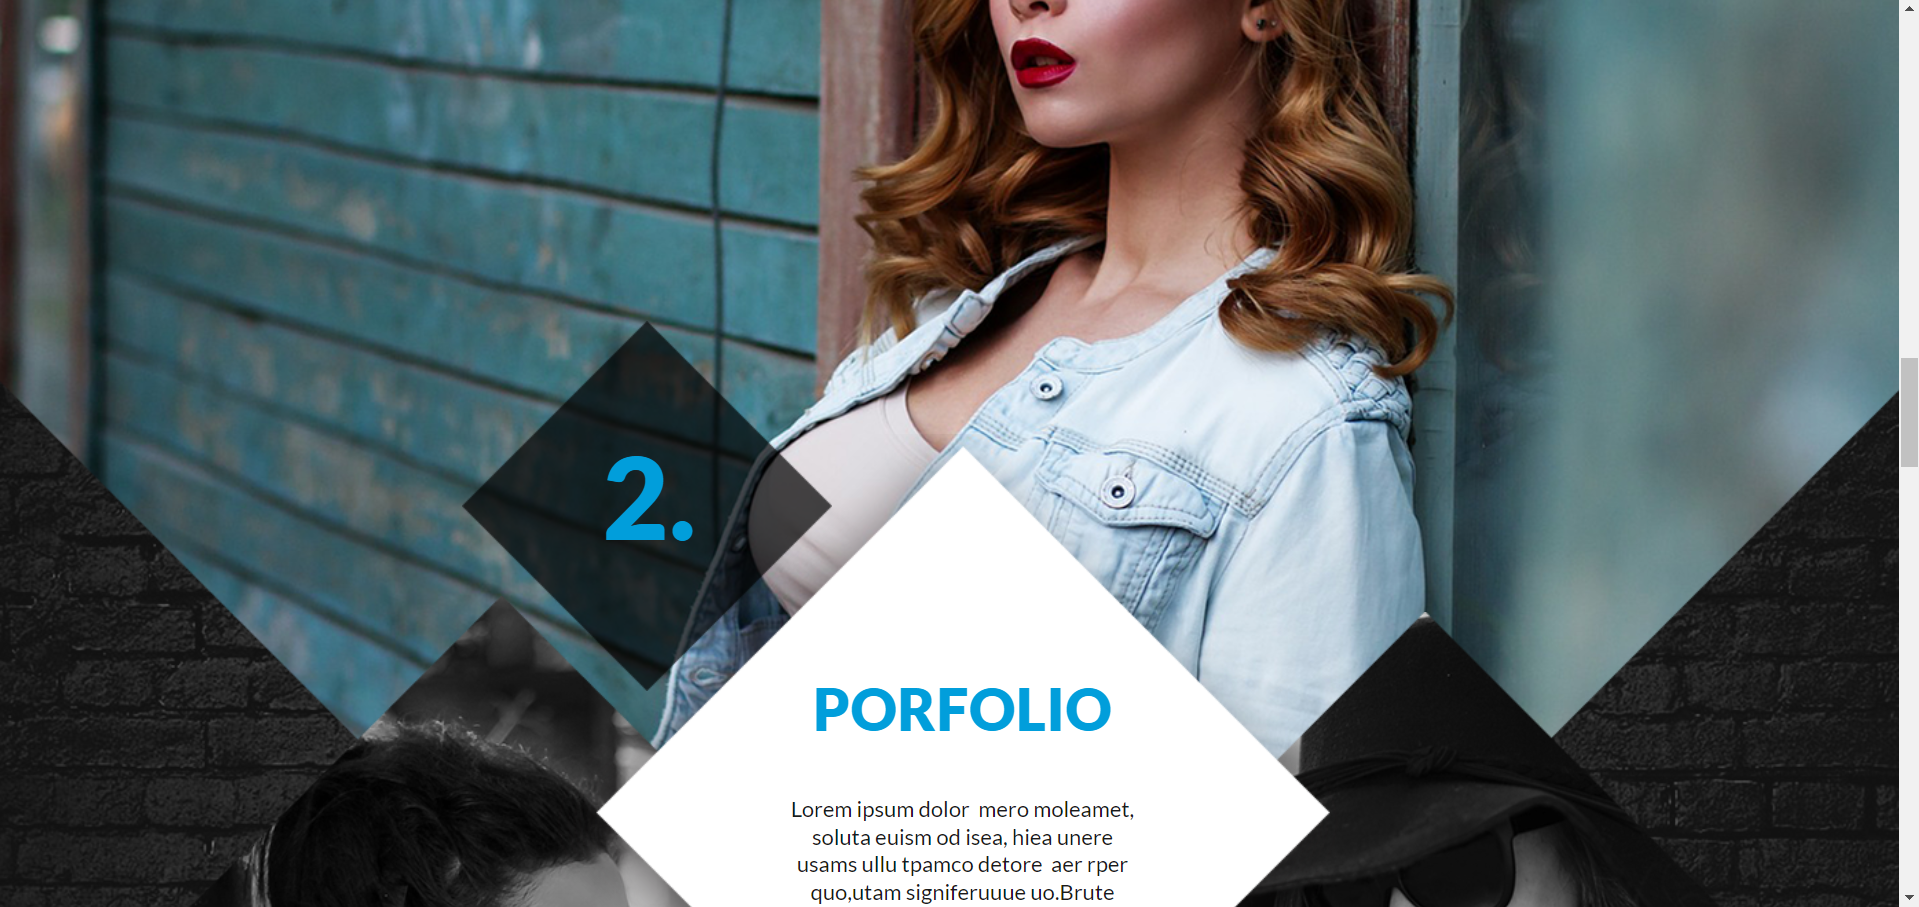 2.
PORFOLIO
Lorem ipsum dolor  mero moleamet,
soluta euism od isea, hiea unere
usams ullu tpamco detore  aer rper
quo,utam signiferuuue uo.Brute